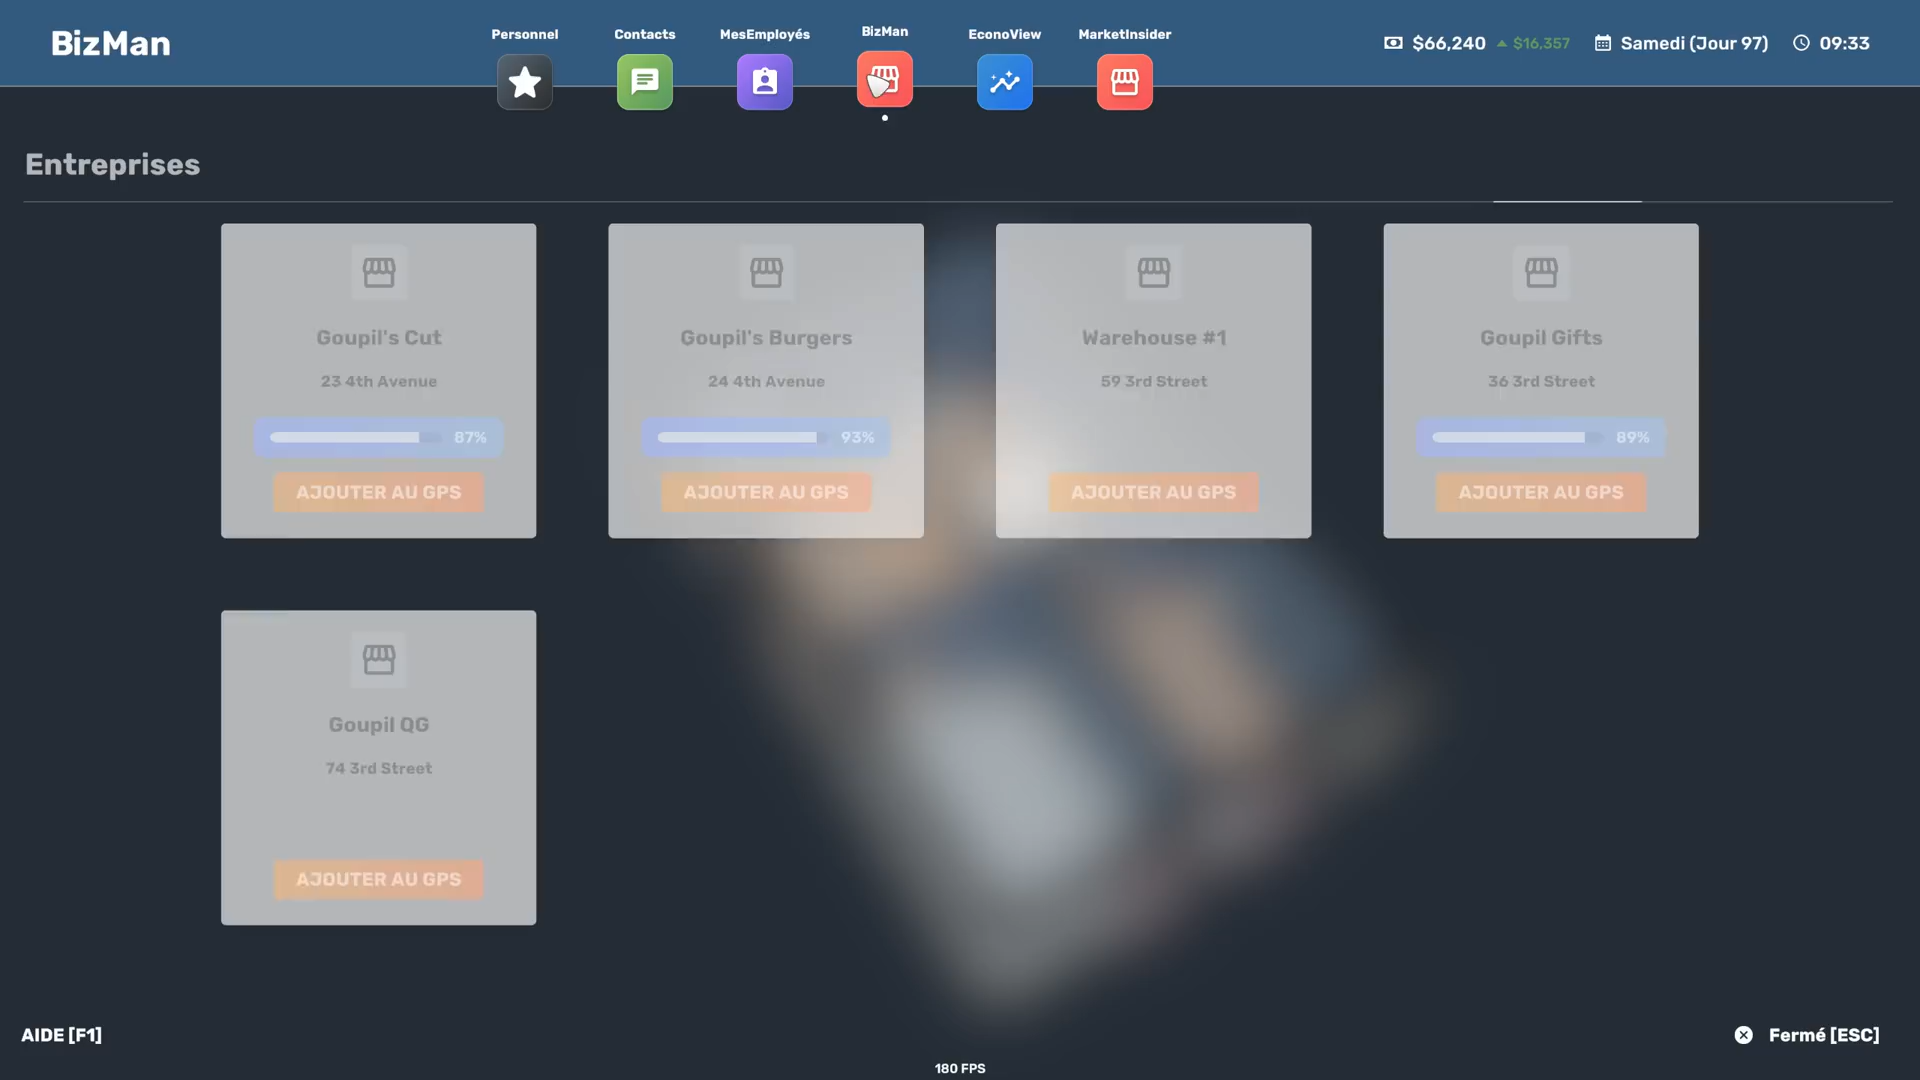 BizMan
Personnel
Contacts
MesEmployés
BizMan
EconoView
MarketInsider
$66,240
$16,357
Samedi (Jour 97)
09:33
Entreprises
Goupil's Cut
23 4th Avenue
87%
AJOUTER AU GPS
Goupil's Burgers
24 4th Avenue
93%
AJOUTER AU GPS
Warehouse #1
59 3rd Street
AJOUTER AU GPS
Goupil Gifts
36 3rd Street
89%
AJOUTER AU GPS
Goupil QG
74 3rd Street
AJOUTER AU GPS
AIDE [F1]
Fermé [ESC]
180 FPS